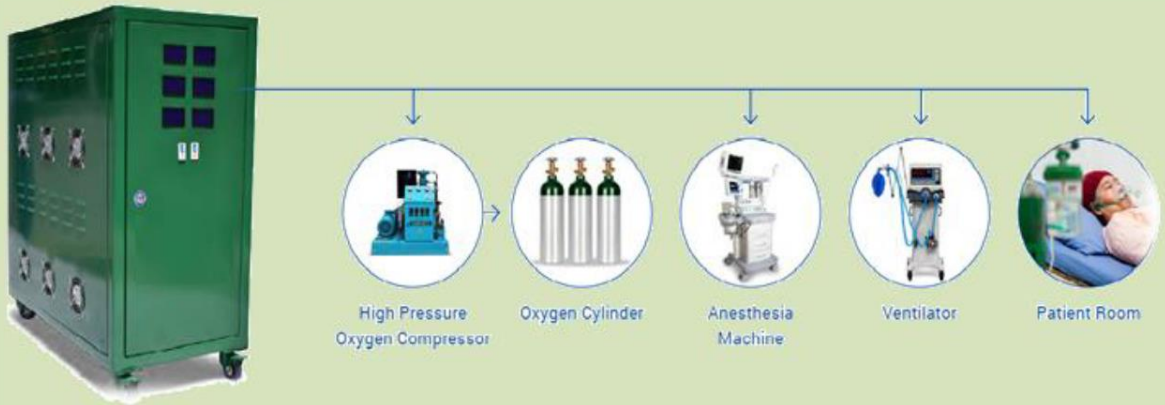 High Pressure
Oxygen Compressor
Oxygen Cylinder
Anesthesia
Machine
Ventilator
Patient Room